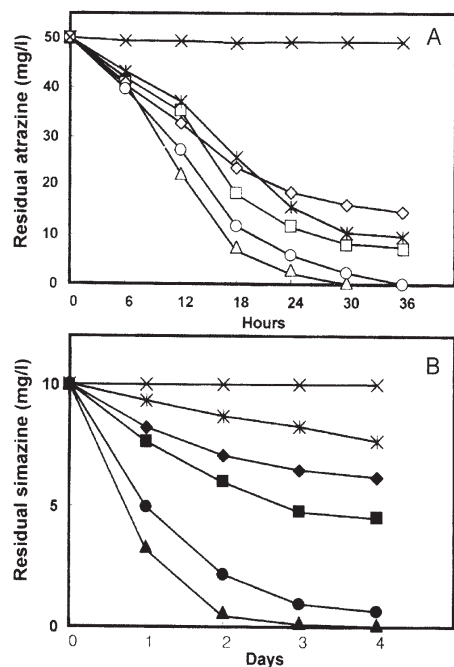 A
Residual atrazine (mg/l)
50
40
30
20
10
0
0 6 12 18 24 30 36
Hours
B
Residual simazine (mg/l)
10
5
0
0 1 2 3 4
Days